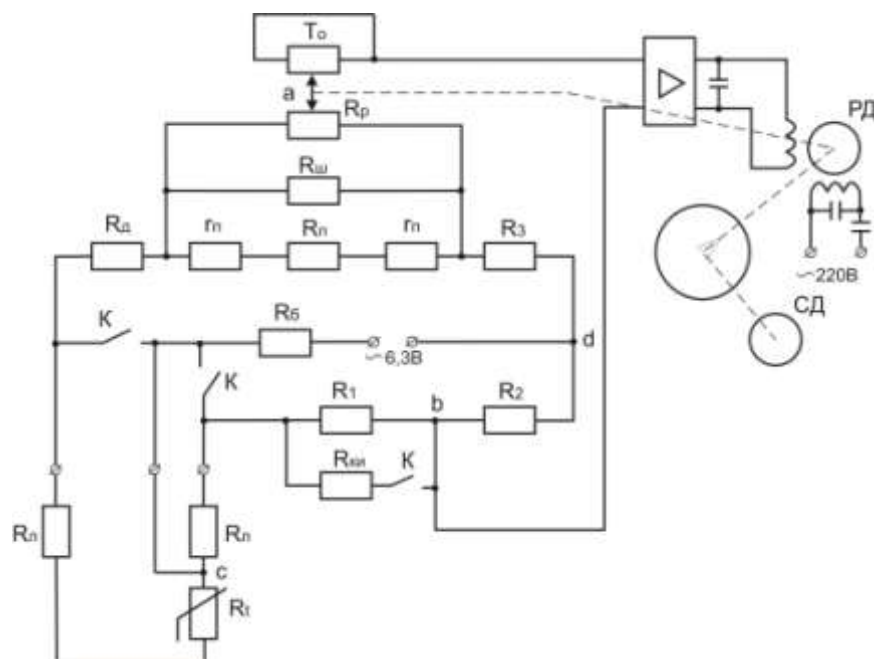 Tо
a
Rр
РД
Rш
Rд
rп
Rп
rп
R3
~220В
СД
К
Rб
~6,3В
d
К
R1
b
R2
Rки
К
Rл
Rл
c
Rt